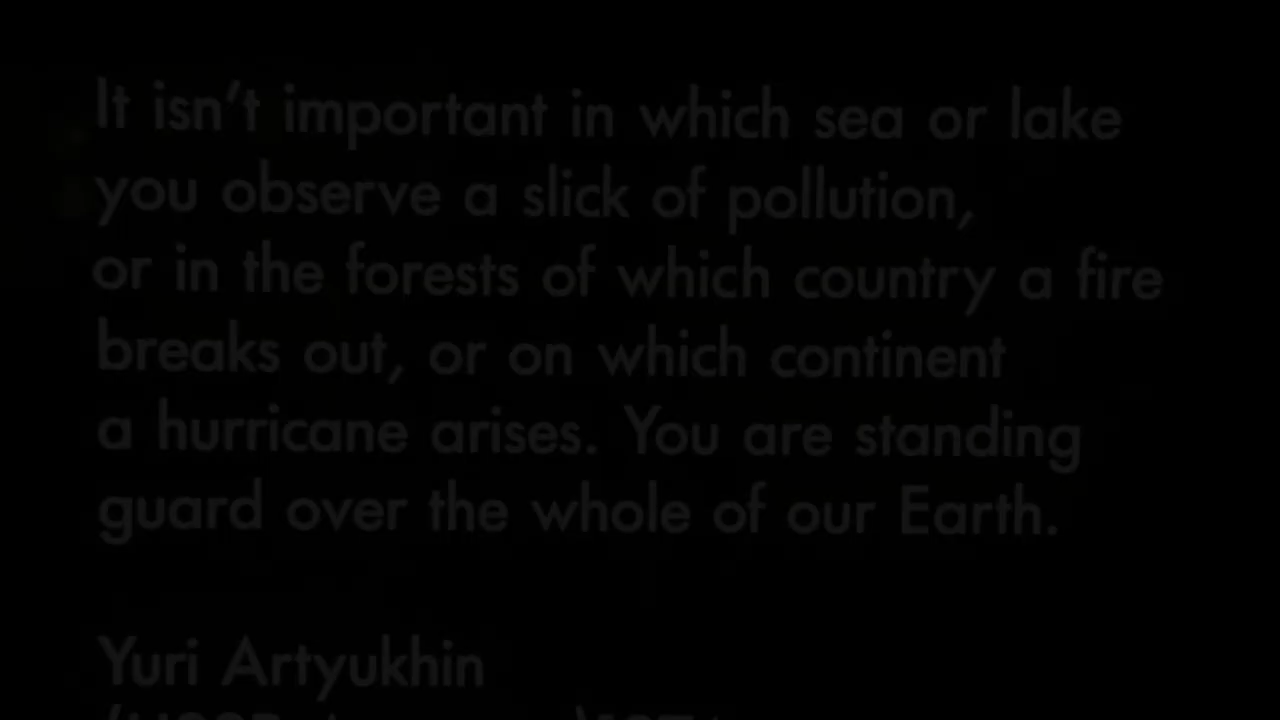 It isn't important in which sea or lake
you observe a slick of pollution,
or in the forests of which country a fire
breaks out, or on which continent
a hurricane arises. You are standing
guard over the whole of our Earth.
Yuri Artyukhin